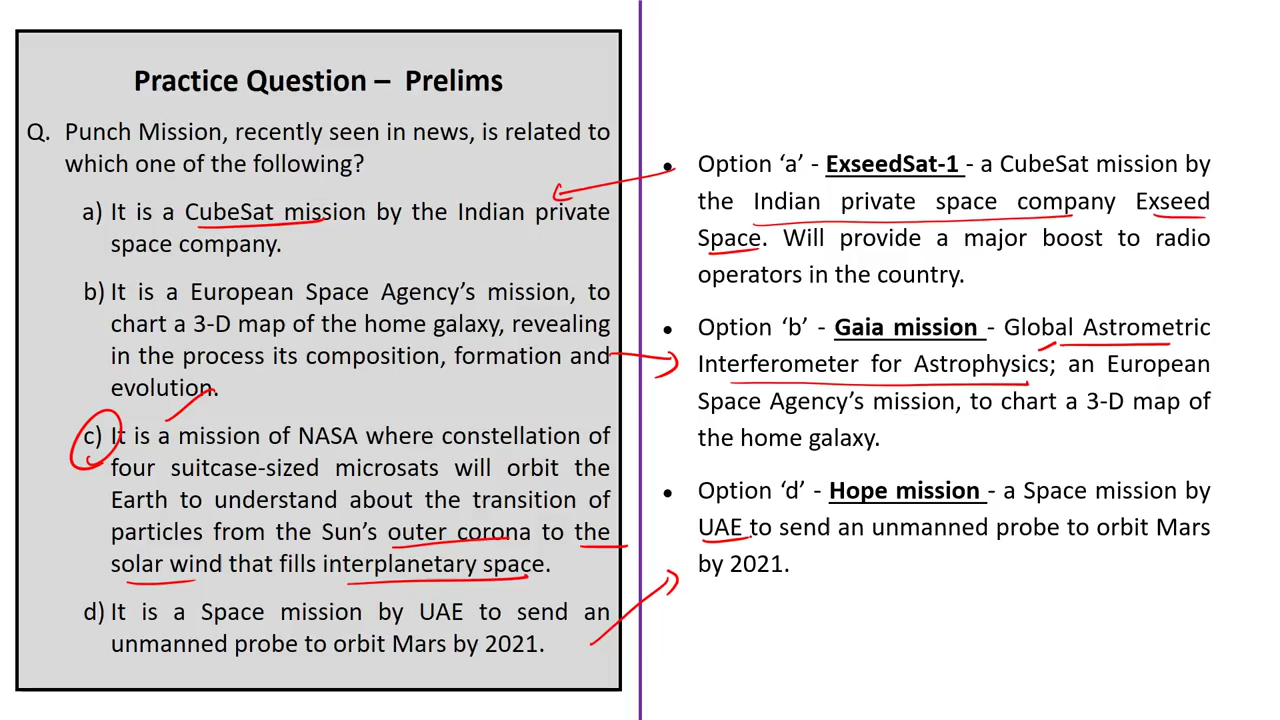 Practice Question – Prelims
Q. Punch Mission, recently seen in news, is related to
which one of the following?
a) It is a CubeSat mission by the Indian private
space company.
b) It is a European Space Agency’s mission, to
chart a 3-D map of the home galaxy, revealing
in the process its composition, formation and
evolution.
c) It is a mission of NASA where constellation of
four suitcase-sized microsats will orbit the
Earth to understand about the transition of
particles from the Sun’s outer corona to the
solar wind that fills interplanetary space.
d) It is a Space mission by UAE to send an
unmanned probe to orbit Mars by 2021.
• Option ‘a’ - ExseedSat-1 - a CubeSat mission by
the Indian private space company Exseed
Space. Will provide a major boost to radio
operators in the country.
• Option ‘b’ - Gaia mission - Global Astrometric
Interferometer for Astrophysics; an European
Space Agency’s mission, to chart a 3-D map of
the home galaxy.
• Option ‘d’ - Hope mission - a Space mission by
UAE to send an unmanned probe to orbit Mars
by 2021.